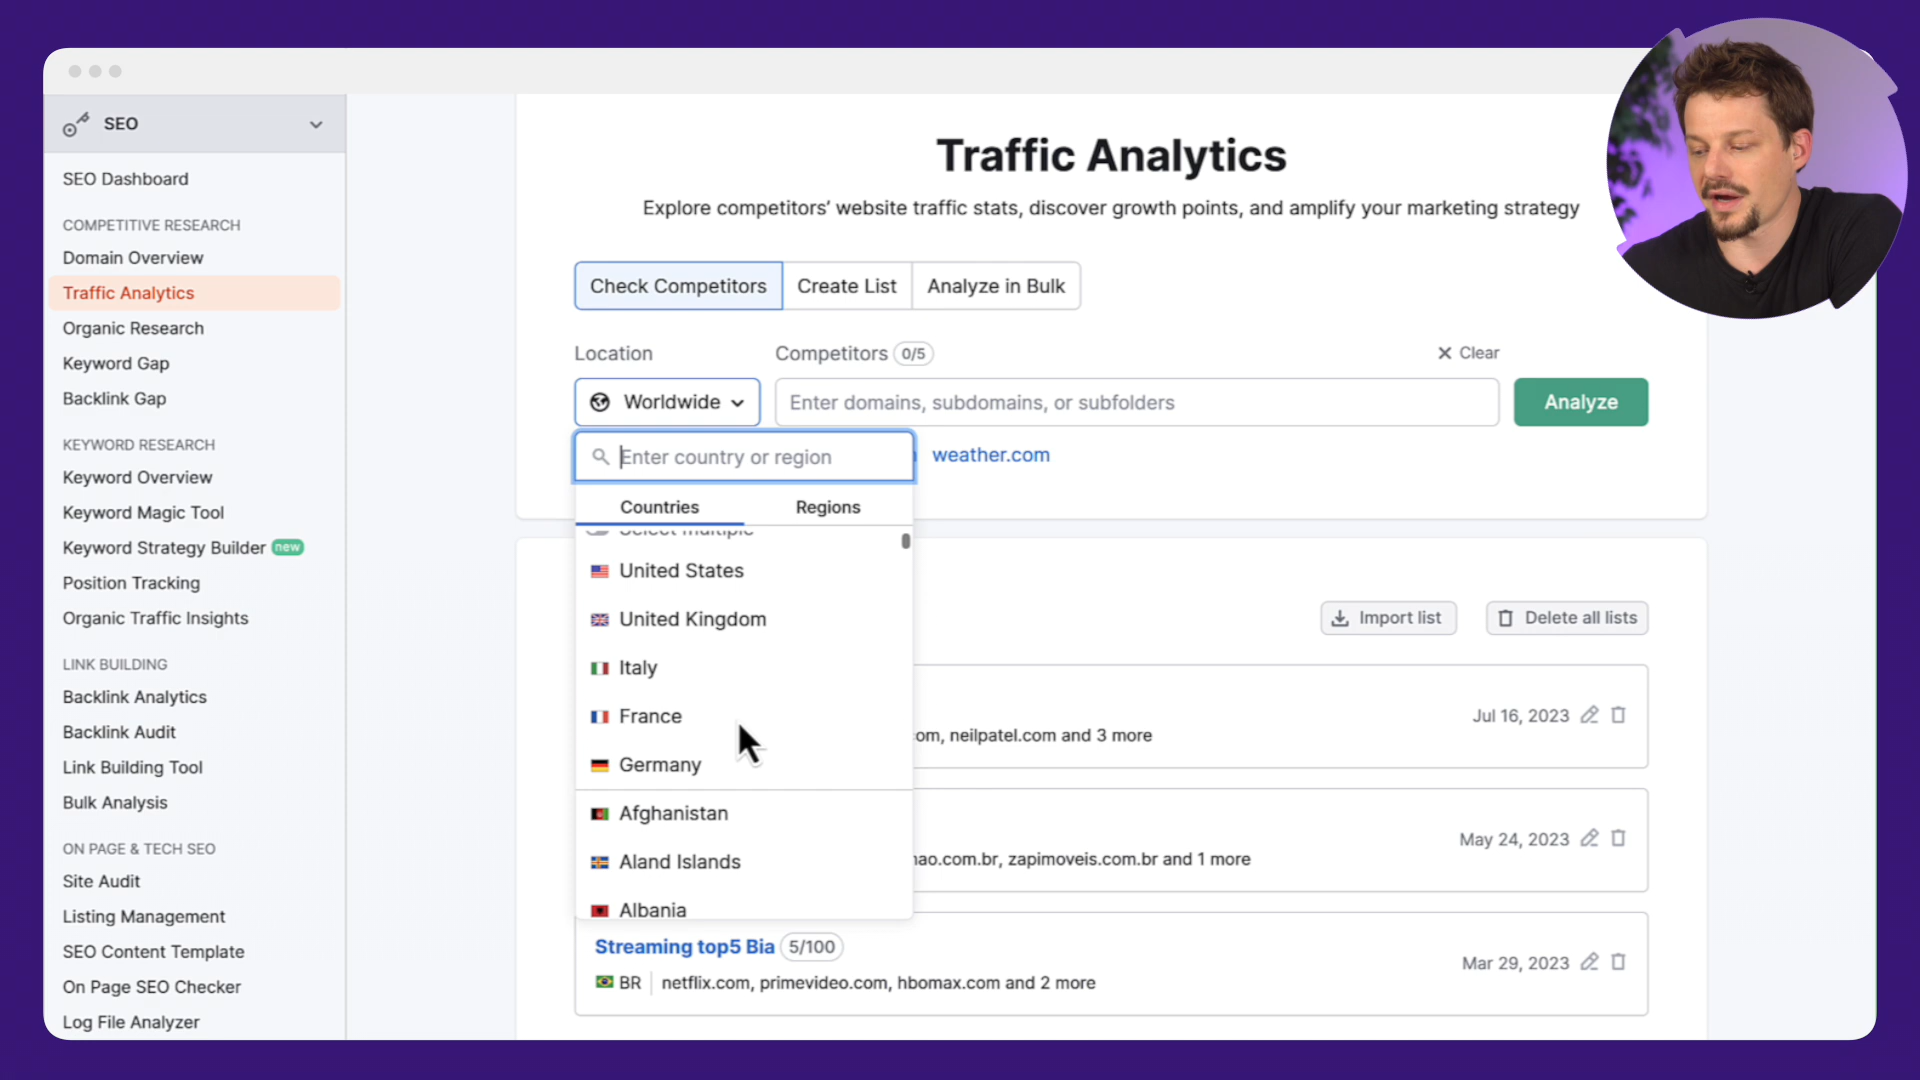 SEO
SEO Dashboard
COMPETITIVE RESEARCH
Domain Overview
Traffic Analytics
Organic Research
Keyword Gap
Backlink Gap
KEYWORD RESEARCH
Keyword Overview
Keyword Magic Tool
Keyword Strategy Builder new
Position Tracking
Organic Traffic Insights
LINK BUILDING
Backlink Analytics
Backlink Audit
Link Building Tool
Bulk Analysis
ON PAGE & TECH SEO
Site Audit
Listing Management
SEO Content Template
On Page SEO Checker
Log File Analyzer
Traffic Analytics
Explore competitors’ website traffic stats, discover growth points, and amplify your marketing strategy
Check Competitors Create List Analyze in Bulk
Location Competitors 0/5 Clear
Worldwide Enter domains, subdomains, or subfolders Analyze
Enter country or region weather.com
Countries Regions
Select multiple
United States
United Kingdom
Italy
France
Germany
Afghanistan
Aland Islands
Albania
Import list Delete all lists
Jul 16, 2023
neilpatel.com and 3 more
May 24, 2023
zapimoveis.com.br and 1 more
Streaming top5 Bia 5/100
Mar 29, 2023
BR netflix.com, primevideo.com, hbomax.com and 2 more